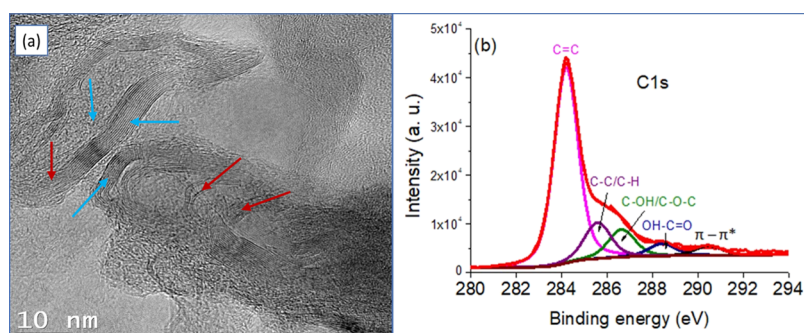 (a)
10 nm
(b)
C1s
C=C
C-C/C-H
C-OH/C-O-C
OH-C=O
π – π*
Intensity (a. u.)
5x10⁴
4x10⁴
3x10⁴
2x10⁴
1x10⁴
0
280 282 284 286 288 290 292 294
Binding energy (eV)